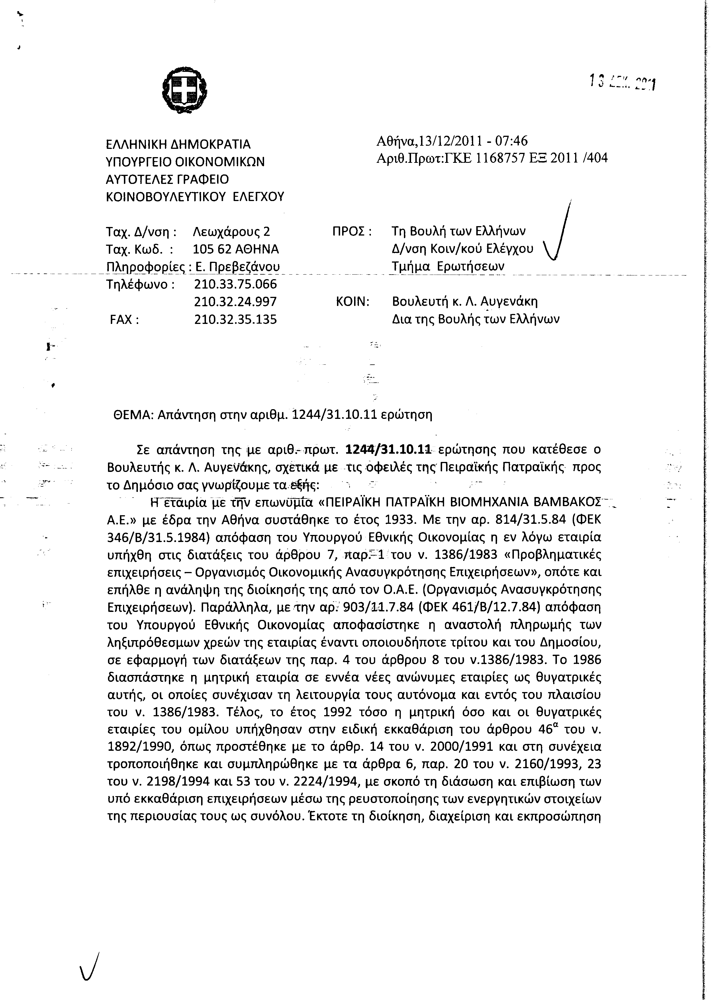 ΕΛΛΗΝΙΚΗ ΔΗΜΟΚΡΑΤΙΑ
ΥΠΟΥΡΓΕΙΟ ΟΙΚΟΝΟΜΙΚΩΝ
ΑΥΤΟΤΕΛΕΣ ΓΡΑΦΕΙΟ
ΚΟΙΝΟΒΟΥΛΕΥΤΙΚΟΥ ΕΛΕΓΧΟΥ
Αθήνα,13/12/2011 - 07:46
Αριθ.Πρωτ:ΓΚΕ 1168757 ΕΞ 2011 /404
Ταχ. Δ/νση : Λεωχάρους 2
Ταχ. Κωδ. : 105 62 ΑΘΗΝΑ
Πληροφορίες : Ε. Πρεβεζάνου
Τηλέφωνο : 210.33.75.066
210.32.24.997
FAX : 210.32.35.135
ΠΡΟΣ : Τη Βουλή των Ελλήνων
Δ/νση Κοιν/κού Ελέγχου
Τμήμα Ερωτήσεων
ΚΟΙΝ: Βουλευτή κ. Λ. Αυγενάκη
Δια της Βουλής των Ελλήνων
ΘΕΜΑ: Απάντηση στην αριθμ. 1244/31.10.11 ερώτηση
Σε απάντηση της με αριθ. πρωτ. 1244/31.10.11 ερώτησης που κατέθεσε ο
Βουλευτής κ. Λ. Αυγενάκης, σχετικά με τις οφειλές της Πειραϊκής Πατραϊκής προς
το Δημόσιο σας γνωρίζουμε τα εξής:
Η εταιρία με την επωνυμία «ΠΕΙΡΑΪΚΗ ΠΑΤΡΑΪΚΗ ΒΙΟΜΗΧΑΝΙΑ ΒΑΜΒΑΚΟΣ
Α.Ε.» με έδρα την Αθήνα συστάθηκε το έτος 1933. Με την αρ. 814/31.5.84 (ΦΕΚ
346/Β/31.5.1984) απόφαση του Υπουργού Εθνικής Οικονομίας η εν λόγω εταιρία
υπήχθη στις διατάξεις του άρθρου 7, παρ. 1 του ν. 1386/1983 «Προβληματικές
επιχειρήσεις – Οργανισμός Οικονομικής Ανασυγκρότησης Επιχειρήσεων», οπότε και
επήλθε η ανάληψη της διοίκησής της από τον Ο.Α.Ε. (Οργανισμός Ανασυγκρότησης
Επιχειρήσεων). Παράλληλα, με την αρ. 903/11.7.84 (ΦΕΚ 461/Β/12.7.84) απόφαση
του Υπουργού Εθνικής Οικονομίας αποφασίστηκε η αναστολή πληρωμής των
ληξιπρόθεσμων χρεών της εταιρίας έναντι οποιουδήποτε τρίτου και του Δημοσίου,
σε εφαρμογή των διατάξεων της παρ. 4 του άρθρου 8 του ν.1386/1983. Το 1986
διασπάστηκε η μητρική εταιρία σε εννέα νέες ανώνυμες εταιρίες ως θυγατρικές
αυτής, οι οποίες συνέχισαν τη λειτουργία τους αυτόνομα και εντός του πλαισίου
του ν. 1386/1983. Τέλος, το έτος 1992 τόσο η μητρική όσο και οι θυγατρικές
εταιρίες του ομίλου υπήχθησαν στην ειδική εκκαθάριση του άρθρου 46α του ν.
1892/1990, όπως προστέθηκε με το άρθρ. 14 του ν. 2000/1991 και στη συνέχεια
τροποποιήθηκε και συμπληρώθηκε με τα άρθρα 6, παρ. 20 του ν. 2160/1993, 23
του ν. 2198/1994 και 53 του ν. 2224/1994, με σκοπό τη διάσωση και επιβίωση των
υπό εκκαθάριση επιχειρήσεων μέσω της ρευστοποίησης των ενεργητικών στοιχείων
της περιουσίας τους ως συνόλου. Έκτοτε τη διοίκηση, διαχείριση και εκπροσώπηση